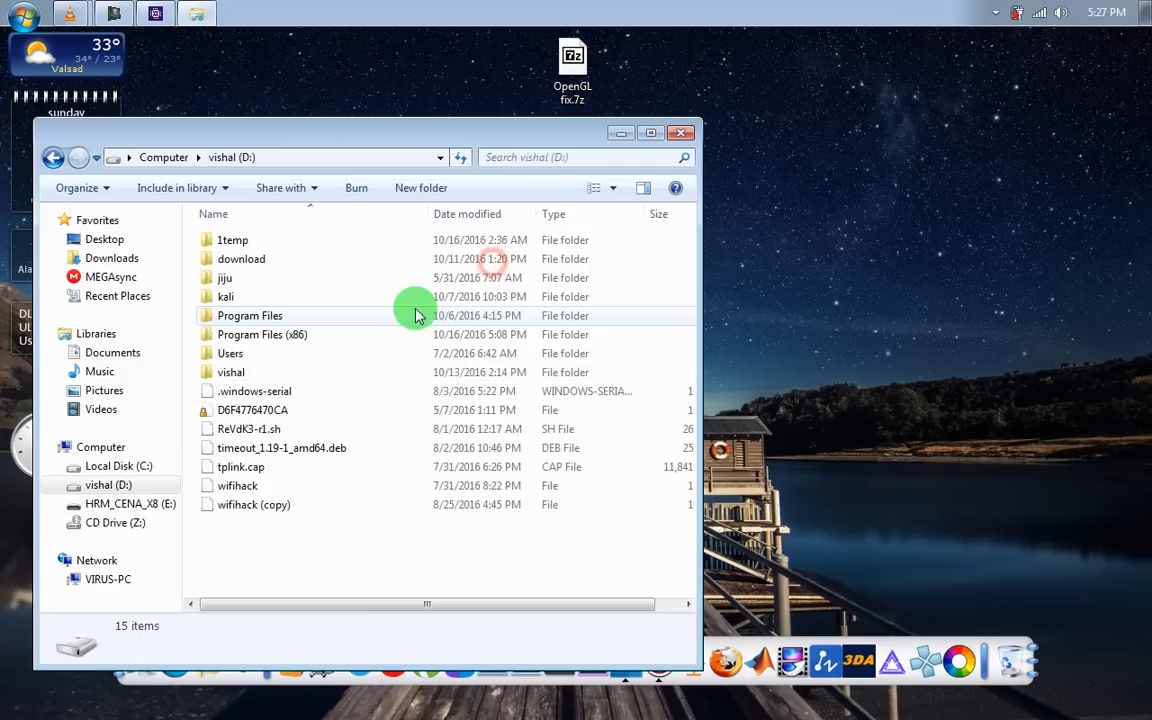 5:27 PM
33°
34° / 23°
Valsad
sunday
OpenGL
fix.7z
Computer
vishal (D:)
Search vishal (D:)
Organize
Include in library
Share with
Burn
New folder
Name
Date modified
Type
Size
Favorites
Desktop
Downloads
MEGAsync
Recent Places
Libraries
Documents
Music
Pictures
Videos
Computer
Local Disk (C:)
vishal (D:)
HRM_CENA_X8 (E:)
CD Drive (Z:)
Network
VIRUS-PC
1temp 10/16/2016 2:36 AM File folder
download 10/11/2016 1:20 PM File folder
jiju 5/31/2016 7:07 AM File folder
kali 10/7/2016 10:03 PM File folder
Program Files 10/6/2016 4:15 PM File folder
Program Files (x86) 10/16/2016 5:08 PM File folder
Users 7/2/2016 6:42 AM File folder
vishal 10/13/2016 2:14 PM File folder
.windows-serial 8/3/2016 5:22 PM WINDOWS-SERIA... 1
D6F4776470CA 5/7/2016 1:11 PM File 1
ReVdK3-r1.sh 8/1/2016 12:17 AM SH File 26
timeout_1.19-1_amd64.deb 8/2/2016 10:46 PM DEB File 25
tplink.cap 7/31/2016 6:26 PM CAP File 11,841
wifihack 7/31/2016 8:22 PM File 1
wifihack (copy) 8/25/2016 4:45 PM File 1
15 items
Ala
DL
UL
Us
3DA